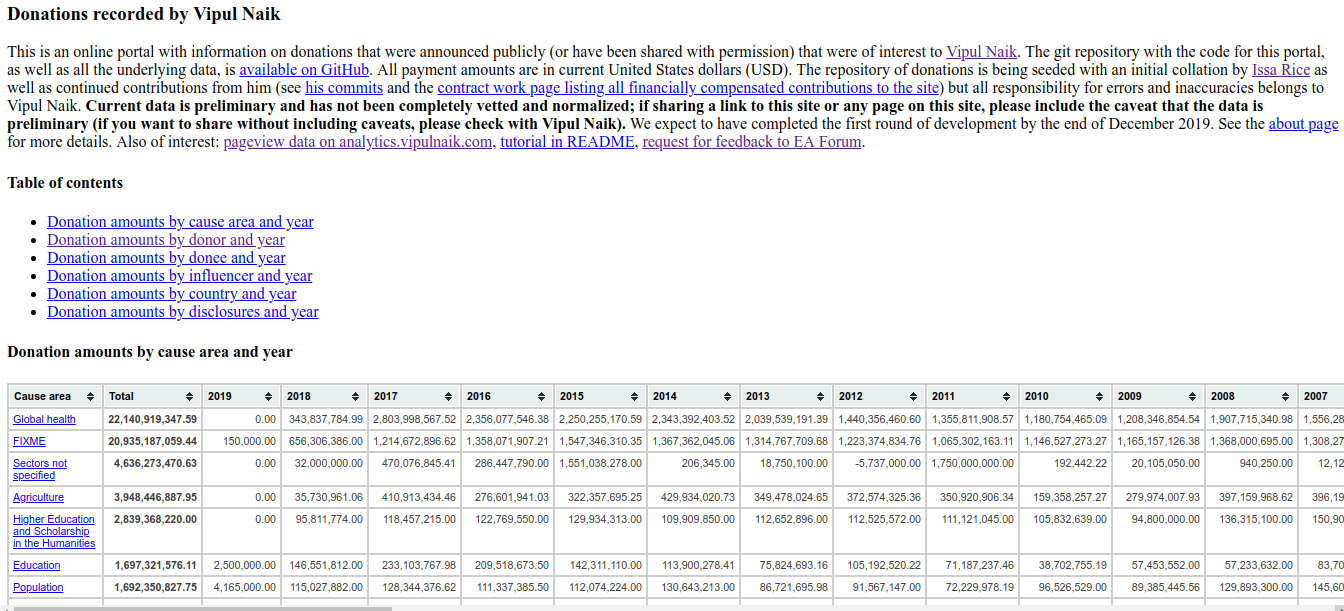 Donations recorded by Vipul Naik
This is an online portal with information on donations that were announced publicly (or have been shared with permission) that were of interest to Vipul Naik. The git repository with the code for this portal,
as well as all the underlying data, is available on GitHub. All payment amounts are in current United States dollars (USD). The repository of donations is being seeded with an initial collation by Issa Rice as
well as continued contributions from him (see his commits and the contract work page listing all financially compensated contributions to the site) but all responsibility for errors and inaccuracies belongs to
Vipul Naik. Current data is preliminary and has not been completely vetted and normalized; if sharing a link to this site or any page on this site, please include the caveat that the data is
preliminary (if you want to share without including caveats, please check with Vipul Naik). We expect to have completed the first round of development by the end of December 2019. See the about page
for more details. Also of interest: pageview data on analytics.vipulnaik.com, tutorial in README, request for feedback to EA Forum.
Table of contents
• Donation amounts by cause area and year
• Donation amounts by donor and year
• Donation amounts by donee and year
• Donation amounts by influencer and year
• Donation amounts by country and year
• Donation amounts by disclosures and year
Donation amounts by cause area and year
Cause area Total 2019 2018 2017 2016 2015 2014 2013 2012 2011 2010 2009 2008 2007
Global health 22,140,919,347.59 0.00 343,837,784.99 2,803,998,567.52 2,356,077,546.38 2,250,255,170.59 2,343,392,403.52 2,039,539,191.39 1,440,356,460.60 1,355,811,908.57 1,180,754,465.09 1,208,346,854.54 1,907,715,340.98 1,556,28
FIXME 20,935,187,059.44 150,000.00 656,306,386.00 1,214,672,896.62 1,358,071,907.21 1,547,346,310.35 1,367,362,045.06 1,314,767,709.68 1,223,374,834.76 1,065,302,163.11 1,146,527,273.27 1,165,157,126.38 1,368,000,695.00 1,308,27
Sectors not
specified 4,636,273,470.63 0.00 32,000,000.00 470,076,845.41 286,447,790.00 1,551,038,278.00 206,345.00 18,750,100.00 -5,737,000.00 1,750,000,000.00 192,442.22 20,105,050.00 940,250.00 12,12
Agriculture 3,948,446,887.95 0.00 35,730,961.06 410,913,434.46 276,601,941.03 322,357,695.25 429,934,020.73 349,478,024.65 372,574,325.36 350,920,906.34 159,358,257.27 279,974,007.93 397,159,968.62 396,19
Higher Education
and Scholarship
in the Humanities 2,839,368,220.00 0.00 95,811,774.00 118,457,215.00 122,769,550.00 129,934,313.00 109,909,850.00 112,652,896.00 112,525,572.00 111,121,045.00 105,832,639.00 94,800,000.00 136,315,100.00 150,90
Education 1,697,321,576.11 2,500,000.00 146,551,812.00 233,103,767.98 209,518,673.50 142,311,110.00 113,900,278.41 75,824,693.16 105,192,520.22 71,187,237.46 38,702,755.19 57,453,552.00 57,233,632.00 83,70
Population 1,692,350,827.75 4,165,000.00 115,027,882.00 128,344,376.62 111,337,385.50 112,074,224.00 130,643,213.00 86,721,695.98 91,567,147.00 72,229,978.19 96,526,529.00 89,385,445.56 129,893,300.00 145,60